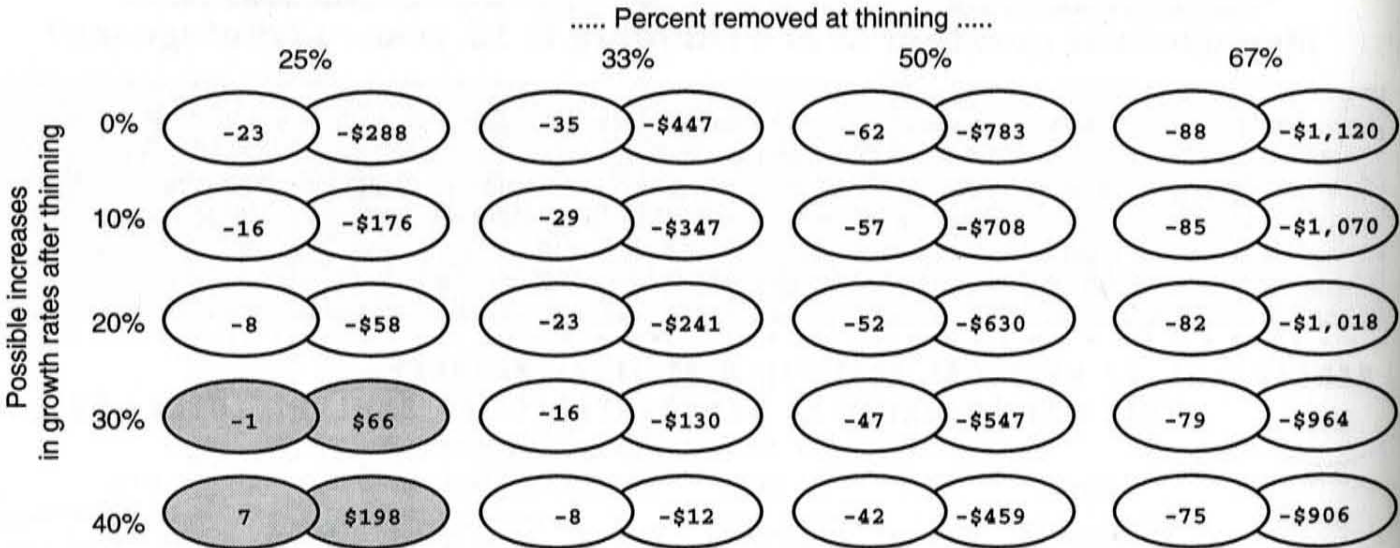 ..... Percent removed at thinning .....
25% 33% 50% 67%
Possible increases
in growth rates after thinning
0% -23 -$288 -35 -$447 -62 -$783 -88 -$1,120
10% -16 -$176 -29 -$347 -57 -$708 -85 -$1,070
20% -8 -$58 -23 -$241 -52 -$630 -82 -$1,018
30% -1 $66 -16 -$130 -47 -$547 -79 -$964
40% 7 $198 -8 -$12 -42 -$459 -75 -$906